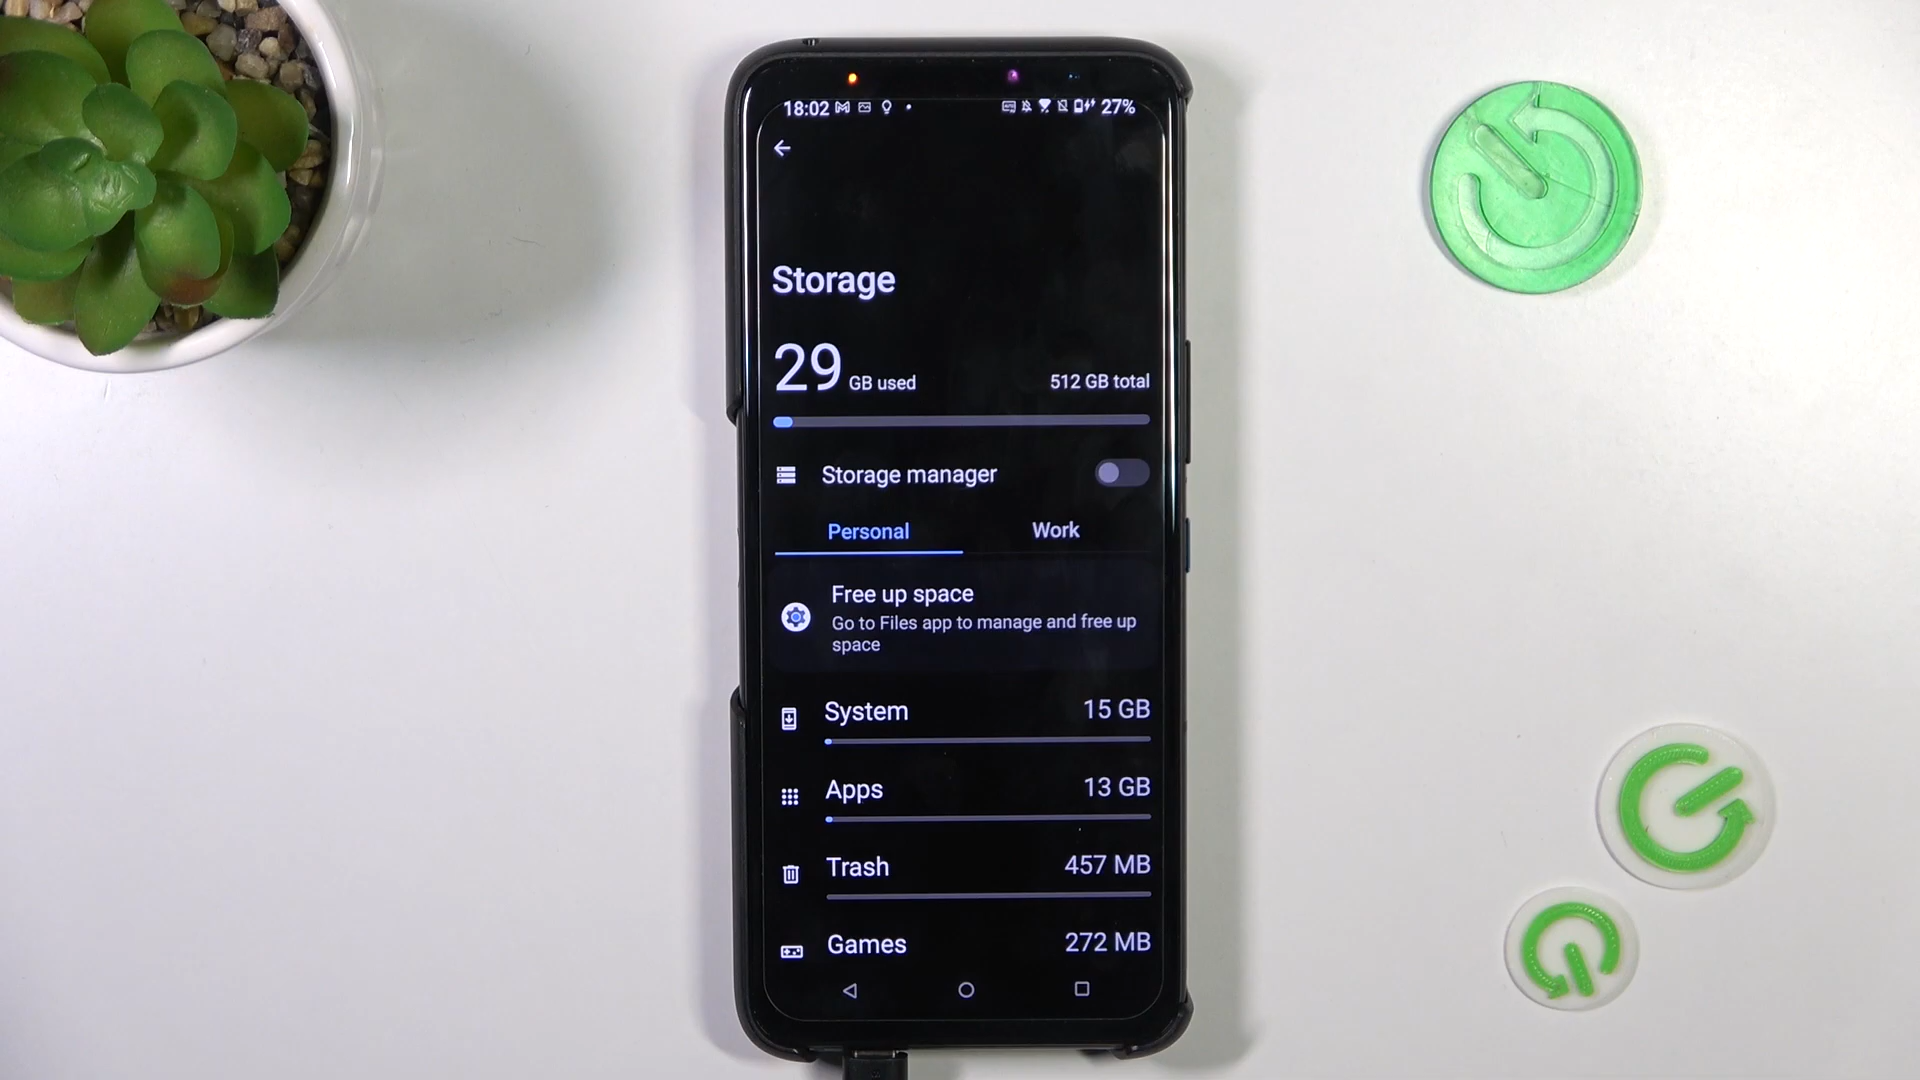 18:02 27%
Storage
29 GB used 512 GB total
Storage manager
Personal Work
Free up space
Go to Files app to manage and free up
space
System 15 GB
Apps 13 GB
Trash 457 MB
Games 272 MB